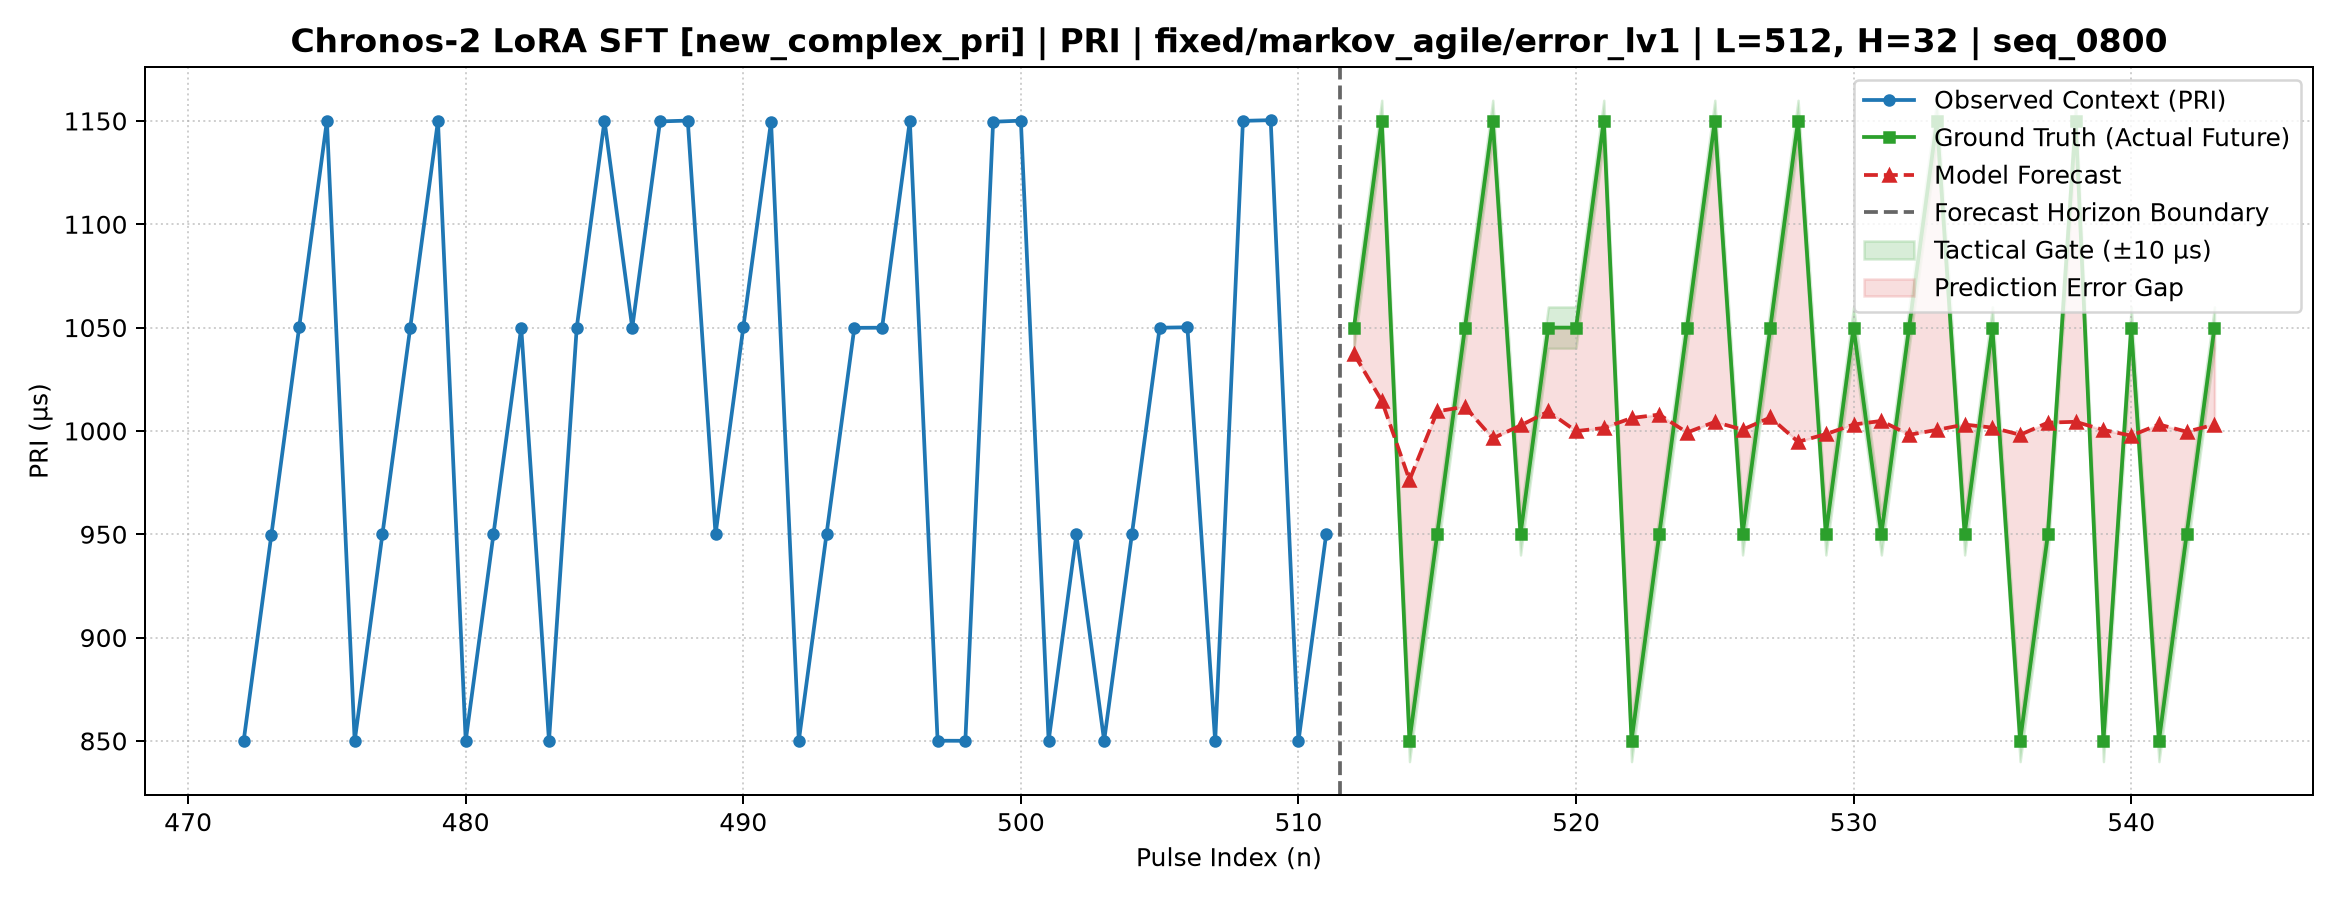 Chronos-2 LoRA SFT [new_complex_pri] | PRI | fixed/markov_agile/error_lv1 | L=512, H=32 | seq_0800
Observed Context (PRI)
Ground Truth (Actual Future)
Model Forecast
Forecast Horizon Boundary
Tactical Gate (±10 µs)
Prediction Error Gap
PRI (µs)
1150
1100
1050
1000
950
900
850
470
480
490
500
510
520
530
540
Pulse Index (n)